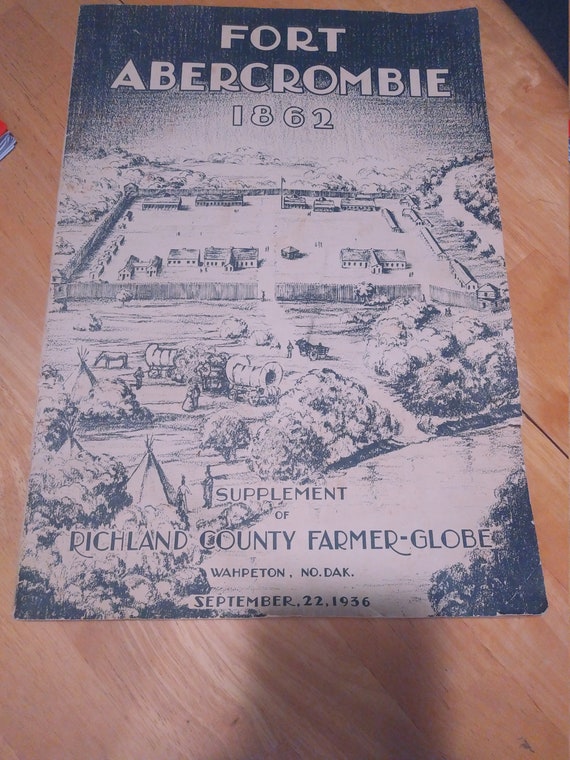 FORT
ABERCROMBIE
1862
SUPPLEMENT
OF
RICHLAND COUNTY FARMER-GLOBE
WAHPETON, NO. DAK.
SEPTEMBER, 22, 1936